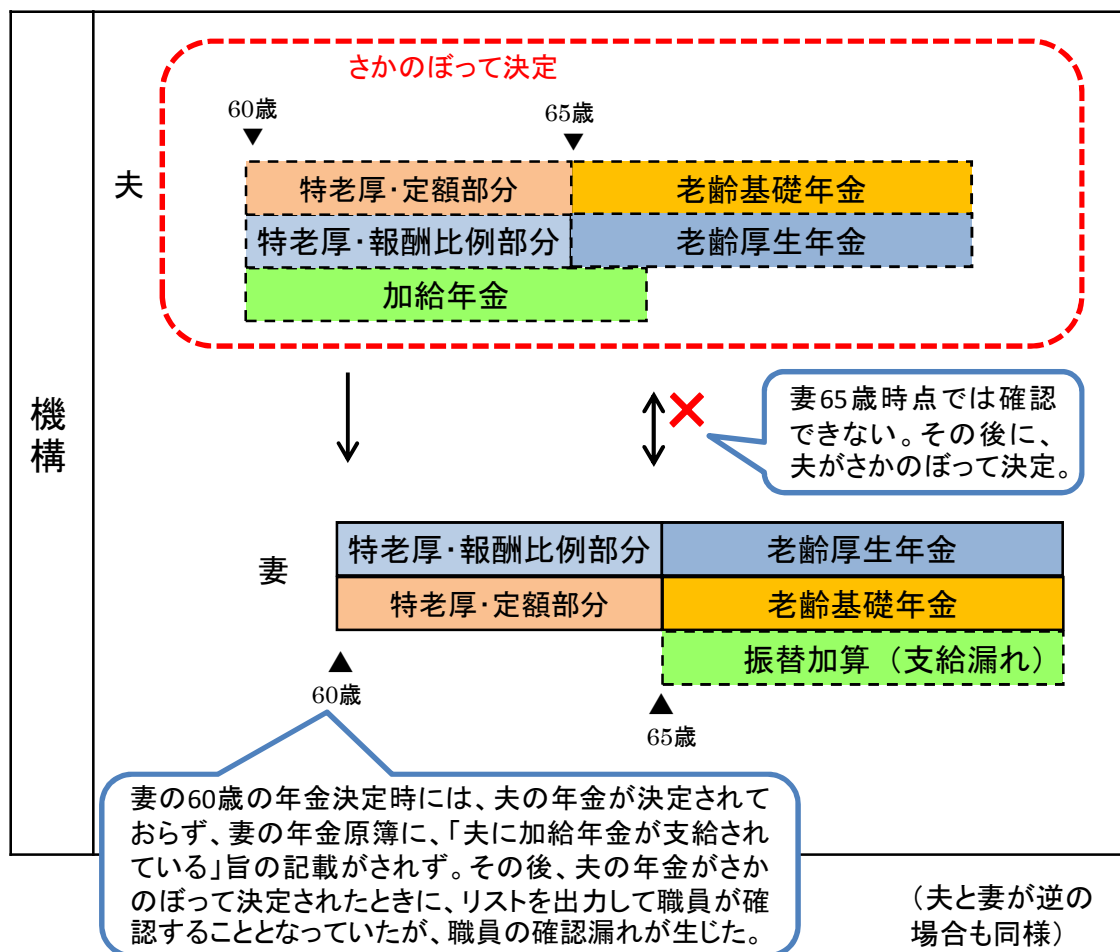 さかのぼって決定
60歳
65歳
夫
特老厚・定額部分
老齢基礎年金
特老厚・報酬比例部分
老齢厚生年金
加給年金
機構
妻65歳時点では確認
できない。その後に、
夫がさかのぼって決定。
妻
特老厚・報酬比例部分
老齢厚生年金
特老厚・定額部分
老齢基礎年金
振替加算（支給漏れ）
60歳
65歳
妻の60歳の年金決定時には、夫の年金が決定されて
おらず、妻の年金原簿に、「夫に加給年金が支給され
ている」旨の記載がされず。その後、夫の年金がさか
のぼって決定されたときに、リストを出力して職員が確
認することとなっていたが、職員の確認漏れが生じた。
（夫と妻が逆の
場合も同様）